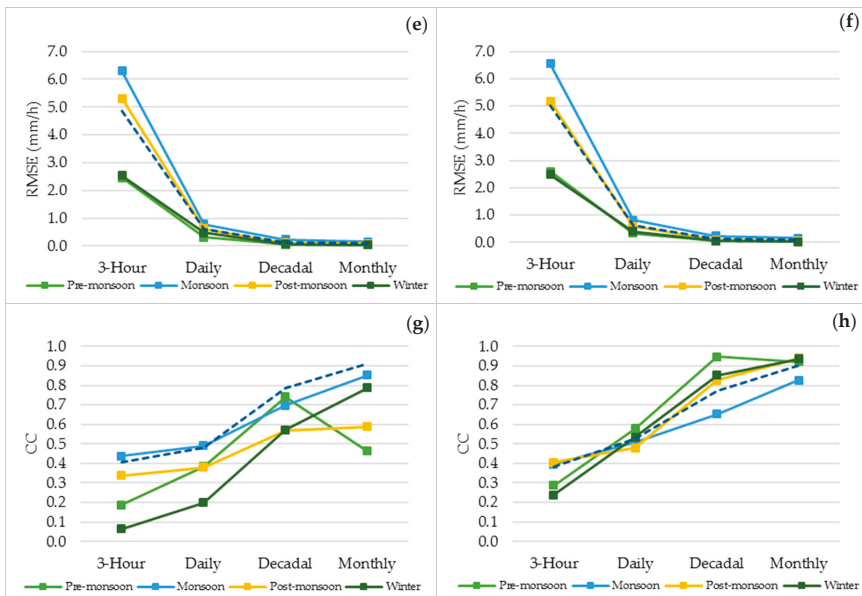 (e)
7.0
6.0
5.0
4.0
3.0
2.0
1.0
0.0
RMSE (mm/h)
3-Hour Daily Decadal Monthly
Pre-monsoon Monsoon Post-monsoon Winter
(f)
7.0
6.0
5.0
4.0
3.0
2.0
1.0
0.0
RMSE (mm/h)
3-Hour Daily Decadal Monthly
Pre-monsoon Monsoon Post-monsoon Winter
(g)
1.0
0.9
0.8
0.7
0.6
0.5
0.4
0.3
0.2
0.1
0.0
CC
3-Hour Daily Decadal Monthly
Pre-monsoon Monsoon Post-monsoon Winter
(h)
1.0
0.9
0.8
0.7
0.6
0.5
0.4
0.3
0.2
0.1
0.0
CC
3-Hour Daily Decadal Monthly
Pre-monsoon Monsoon Post-monsoon Winter